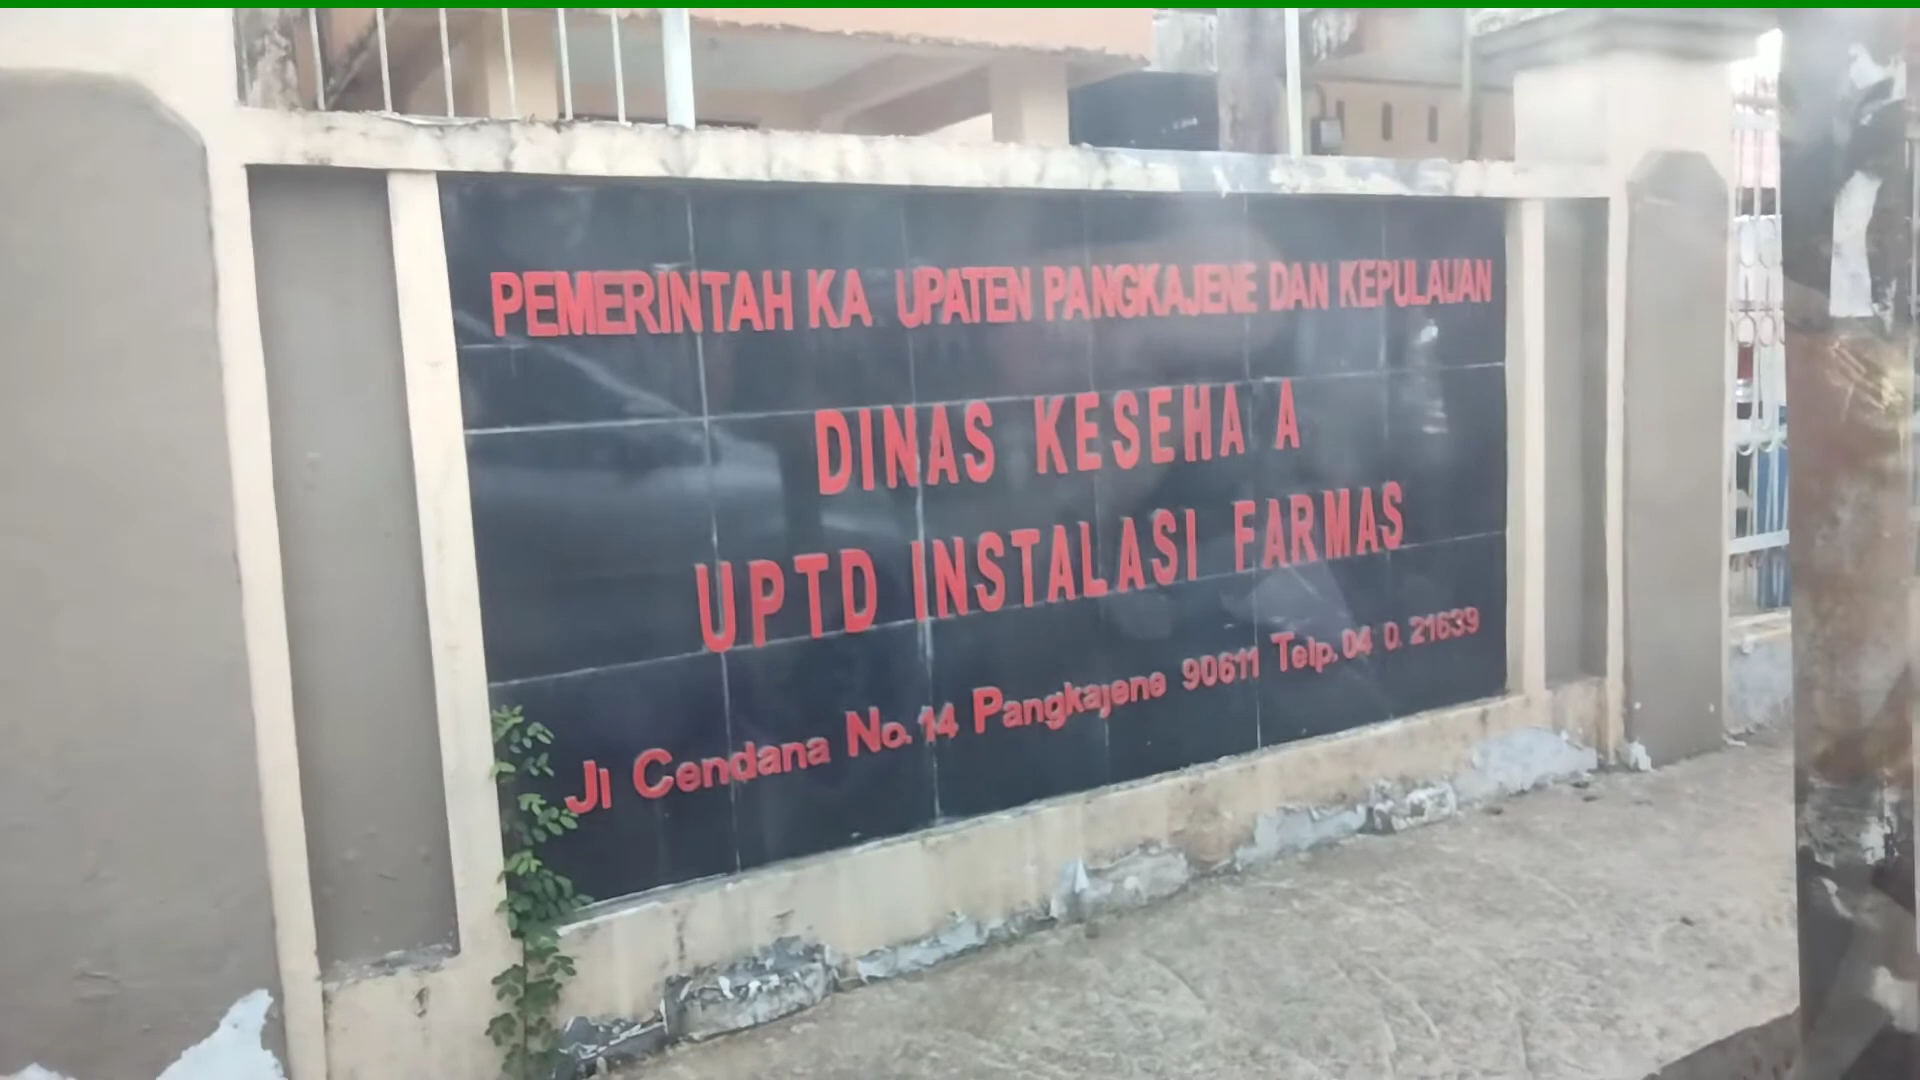 PEMERINTAH KA UPATEN PANGKAJENE DAN KEPULAUAN
DINAS KESEHA A
UPTD INSTALASI FARMAS
Jl Cendana No. 14 Pangkajene 90611 Telp. 04 0. 21639